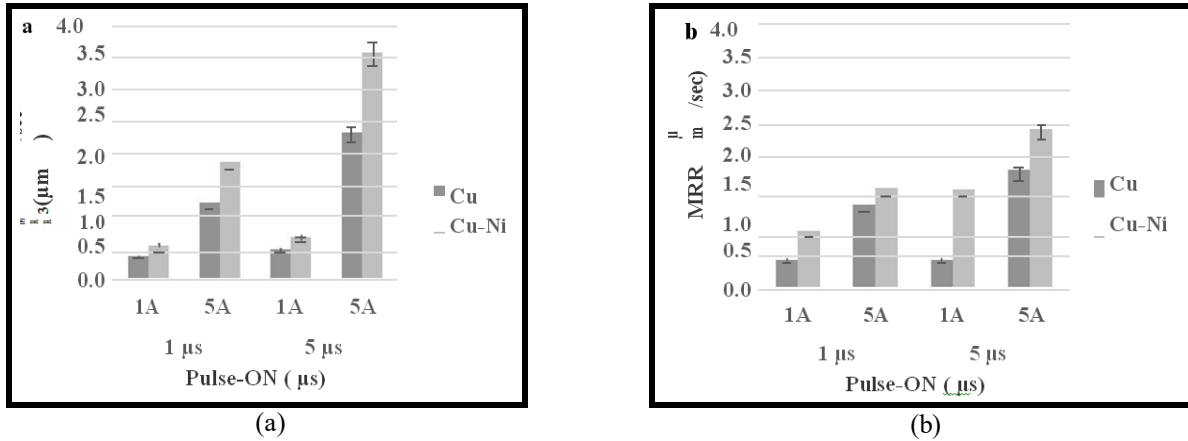 a
4.0
3.5
3.0
2.5
2.0
1.5
1.0
0.5
0.0
3(µm
)
1A 5A 1A 5A
1 µs 5 µs
Pulse-ON ( µs)
Cu
Cu-Ni
(a)
b
4.0
3.5
3.0
2.5
2.0
1.5
1.0
0.5
0.0
MRR µm /sec)
1A 5A 1A 5A
1 µs 5 µs
Pulse-ON ( µs)
Cu
Cu-Ni
(b)